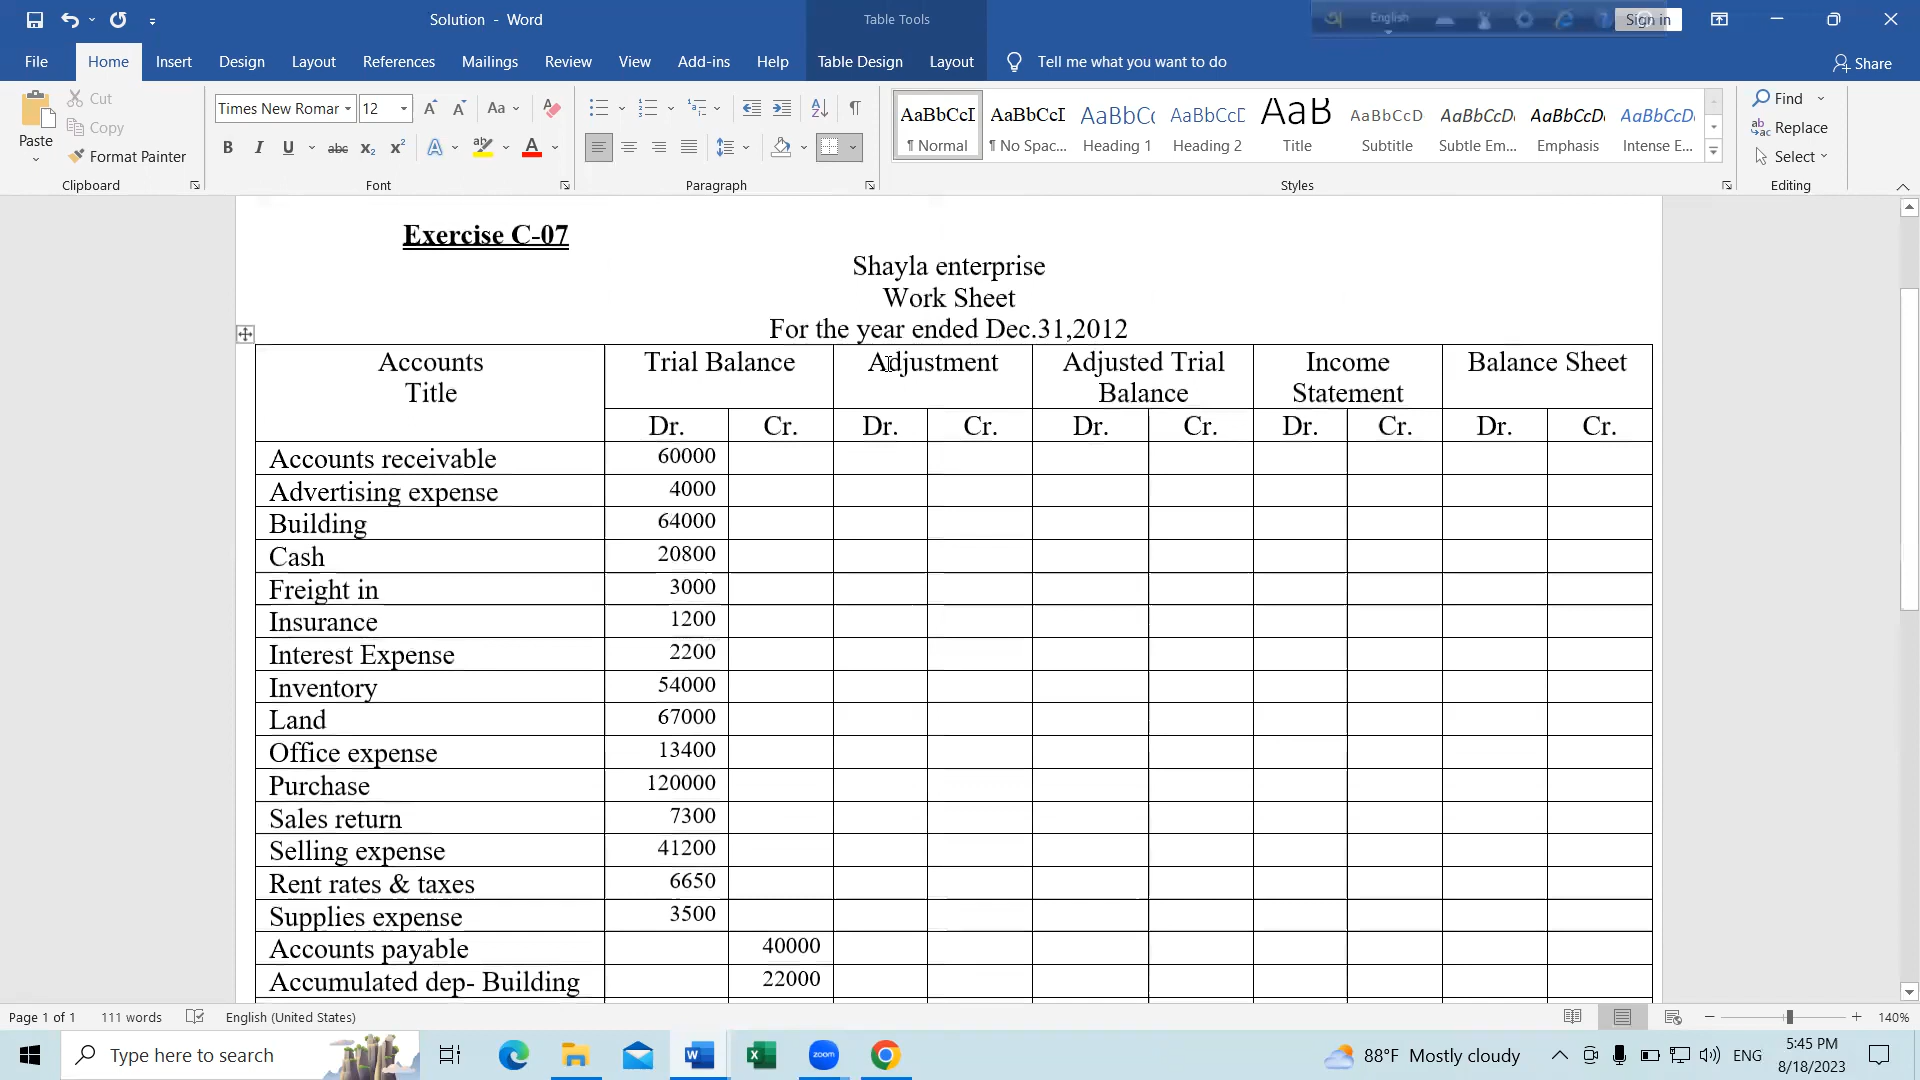 Solution - Word
Table Tools
English
Sign in
File Home Insert Design Layout References Mailings Review View Add-ins Help Table Design Layout Tell me what you want to do Share
Paste
Cut
Copy
Format Painter
Clipboard
Times New Romar 12
Font
Paragraph
AaBbCcI AaBbCcI AaBbCc AaBbCcD AaB AaBbCcD AaBbCcD AaBbCcD AaBbCcD
¶ Normal ¶ No Spac... Heading 1 Heading 2 Title Subtitle Subtle Em... Emphasis Intense E...
Styles
Find
Replace
Select
Editing
Exercise C-07
Shayla enterprise
Work Sheet
For the year ended Dec.31,2012
Accounts Title Trial Balance Adjustment Adjusted Trial Balance Income Statement Balance Sheet
Dr. Cr. Dr. Cr. Dr. Cr. Dr. Cr. Dr. Cr.
Accounts receivable 60000
Advertising expense 4000
Building 64000
Cash 20800
Freight in 3000
Insurance 1200
Interest Expense 2200
Inventory 54000
Land 67000
Office expense 13400
Purchase 120000
Sales return 7300
Selling expense 41200
Rent rates & taxes 6650
Supplies expense 3500
Accounts payable 40000
Accumulated dep- Building 22000
Page 1 of 1 111 words English (United States) 140%
Type here to search
zoom
88°F Mostly cloudy
ENG
5:45 PM
8/18/2023